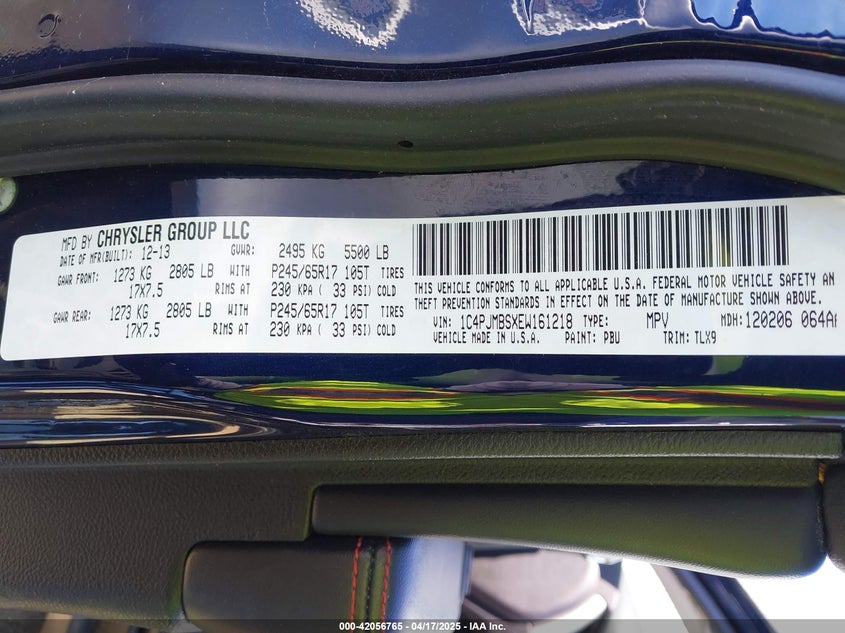 MFD BY CHRYSLER GROUP LLC
DATE OF MFR(BUILT): 12-13 GVWR: 2495 KG 5500 LB
GAWR FRONT: 1273 KG 2805 LB WITH P245/65R17 105T TIRES
17X7.5 RIMS AT 230 KPA ( 33 PSI) COLD
GAWR REAR: 1273 KG 2805 LB WITH P245/65R17 105T TIRES
17X7.5 RIMS AT 230 KPA ( 33 PSI) COLD
THIS VEHICLE CONFORMS TO ALL APPLICABLE U.S.A. FEDERAL MOTOR VEHICLE SAFETY AN
THEFT PREVENTION STANDARDS IN EFFECT ON THE DATE OF MANUFACTURE SHOWN ABOVE.
VIN: 1C4PJMBSXEW161218 TYPE: MPV MDH: 120206 064A
VEHICLE MADE IN U.S.A. PAINT: PBU TRIM: TLX9
000-42056765 - 04/17/2025 - IAA Inc.